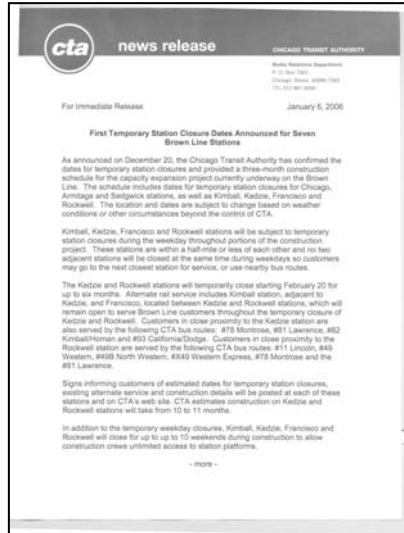 cta
news release
CHICAGO TRANSIT AUTHORITY
Media Relations Department
For Immediate Release
January 6, 2006
First Temporary Station Closure Dates Announced for Seven
Brown Line Stations
As announced on December 20, the Chicago Transit Authority has confirmed the
dates for temporary station closures and provided a three-month construction
schedule for the capacity expansion project currently underway on the Brown
Line. The schedule includes dates for temporary station closures for Chicago,
Armitage and Sedgwick stations, as well as Kimball, Kedzie, Francisco and
Rockwell. The location and dates are subject to change based on weather
conditions or other circumstances beyond the control of CTA.
Kimball, Kedzie, Francisco and Rockwell stations will be subject to temporary
station closures during the weekday throughout portions of the construction
project. These stations are within a half-mile or less of each other and no two
adjacent stations will be closed at the same time during weekdays so customers
may go to the next closest station for service, or use nearby bus routes.
The Kedzie and Rockwell stations will temporarily close starting February 20 for
up to six months. Alternate rail service includes Kimball station, adjacent to
Kedzie, and Francisco, located between Kedzie and Rockwell stations, which will
remain open to serve Brown Line customers throughout the temporary closure of
Kedzie and Rockwell. Customers in close proximity to the Kedzie station are
also served by the following CTA bus routes: #78 Montrose, #81 Lawrence, #82
Kimball/Homan and #93 California/Dodge. Customers in close proximity to the
Rockwell station are served by the following CTA bus routes: #11 Lincoln, #49
Western, #49B North Western, #X49 Western Express, #78 Montrose and the
#81 Lawrence.
Signs informing customers of estimated dates for temporary station closures,
existing alternate service and construction details will be posted at each of these
stations and on CTA's web site. CTA estimates construction on Kedzie and
Rockwell stations will take from 10 to 11 months.
In addition to the temporary weekday closures, Kimball, Kedzie, Francisco and
Rockwell will close for up to up to 10 weekends during construction to allow
construction crews unlimited access to station platforms.
- more -